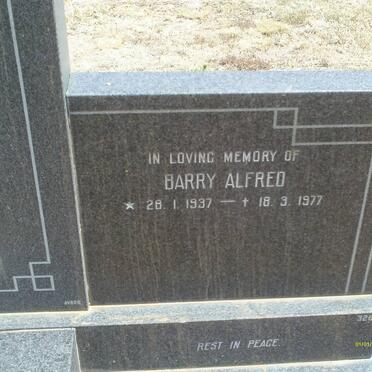 IN LOVING MEMORY OF
BARRY ALFRED
★ 28. 1. 1937 — † 18. 3. 1977
REST IN PEACE.